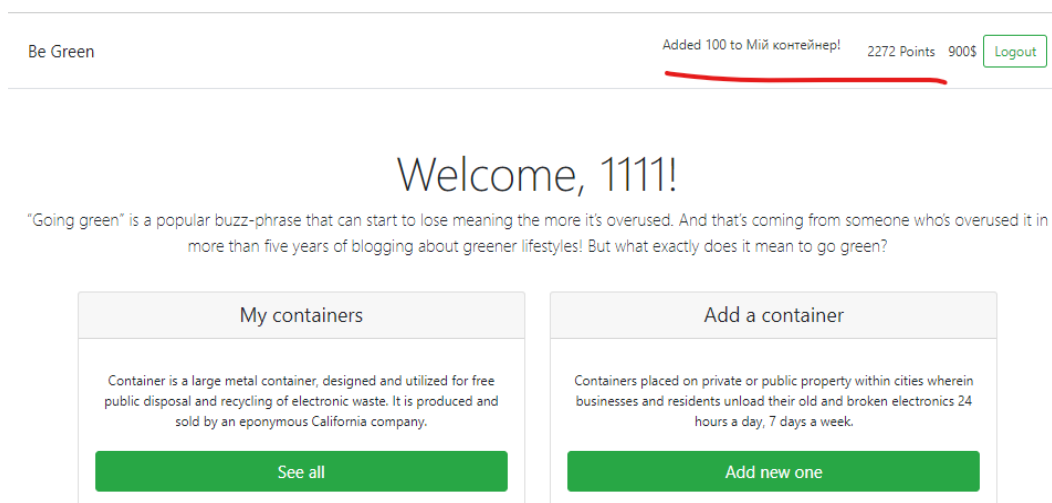 Be Green
Added 100 to Мій контейнер!
2272 Points
900$
Logout
Welcome, 1111!
"Going green" is a popular buzz-phrase that can start to lose meaning the more it's overused. And that's coming from someone who's overused it in
more than five years of blogging about greener lifestyles! But what exactly does it mean to go green?
My containers
Container is a large metal container, designed and utilized for free
public disposal and recycling of electronic waste. It is produced and
sold by an eponymous California company.
See all
Add a container
Containers placed on private or public property within cities wherein
businesses and residents unload their old and broken electronics 24
hours a day, 7 days a week.
Add new one